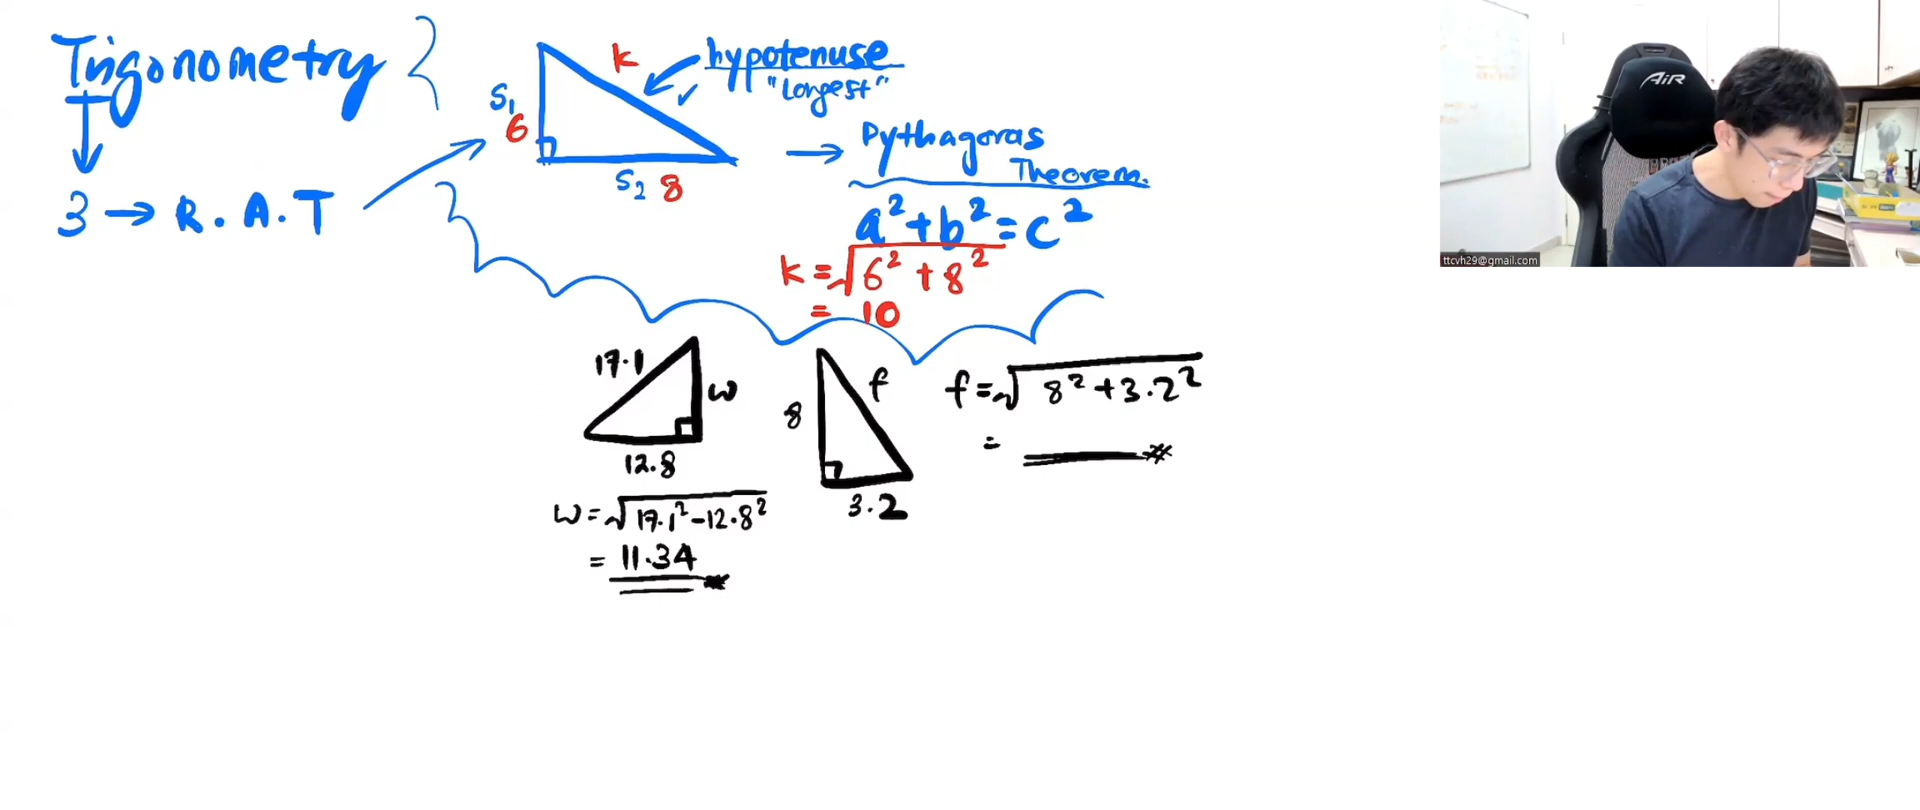 Trigonometry
3 → R.A.T
k
hypotenuse
"Longest"
S₁
6
S₂ 8
→ Pythagoras
Theorem.
a² + b² = c²
k = √6² + 8²
= 10
17.1
w
12.8
w = √17.1² - 12.8²
= 11.34
8
f
3.2
f = √8² + 3.2²
=
AiR
ttcvh29@gmail.com